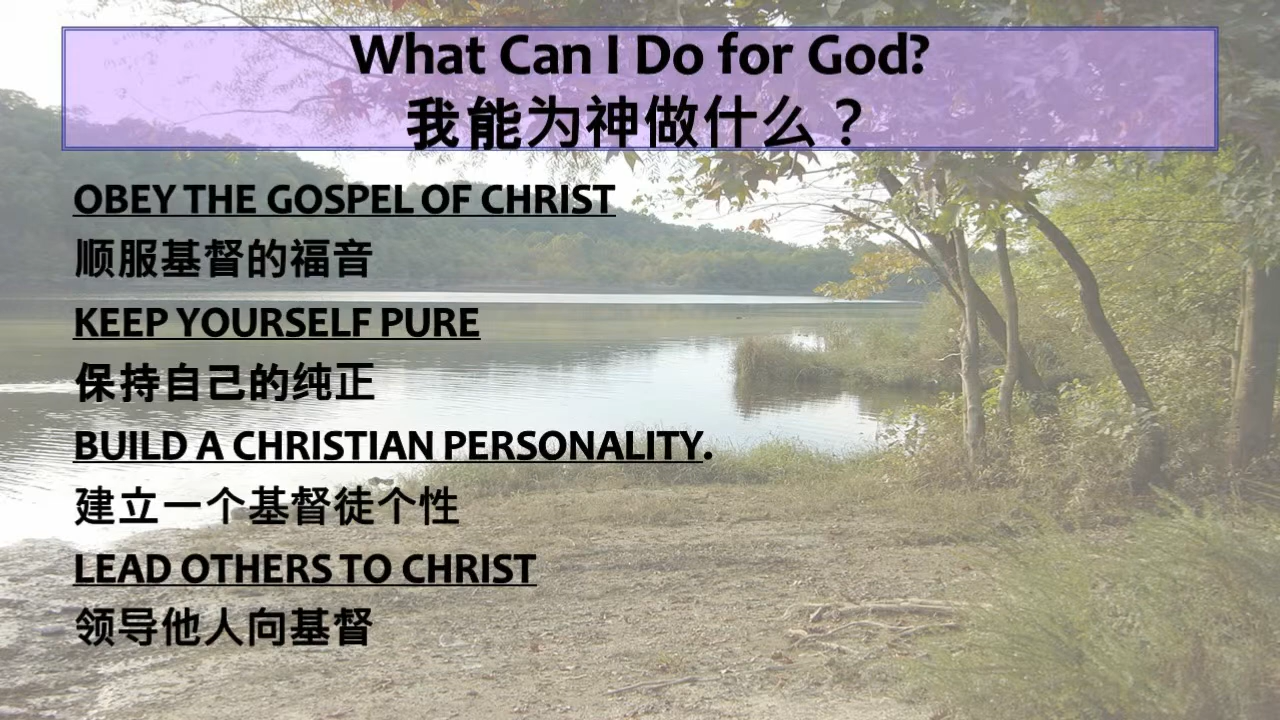 What Can I Do for God?
我能为神做什么？
OBEY THE GOSPEL OF CHRIST
顺服基督的福音
KEEP YOURSELF PURE
保持自己的纯正
BUILD A CHRISTIAN PERSONALITY.
建立一个基督徒个性
LEAD OTHERS TO CHRIST
领导他人向基督